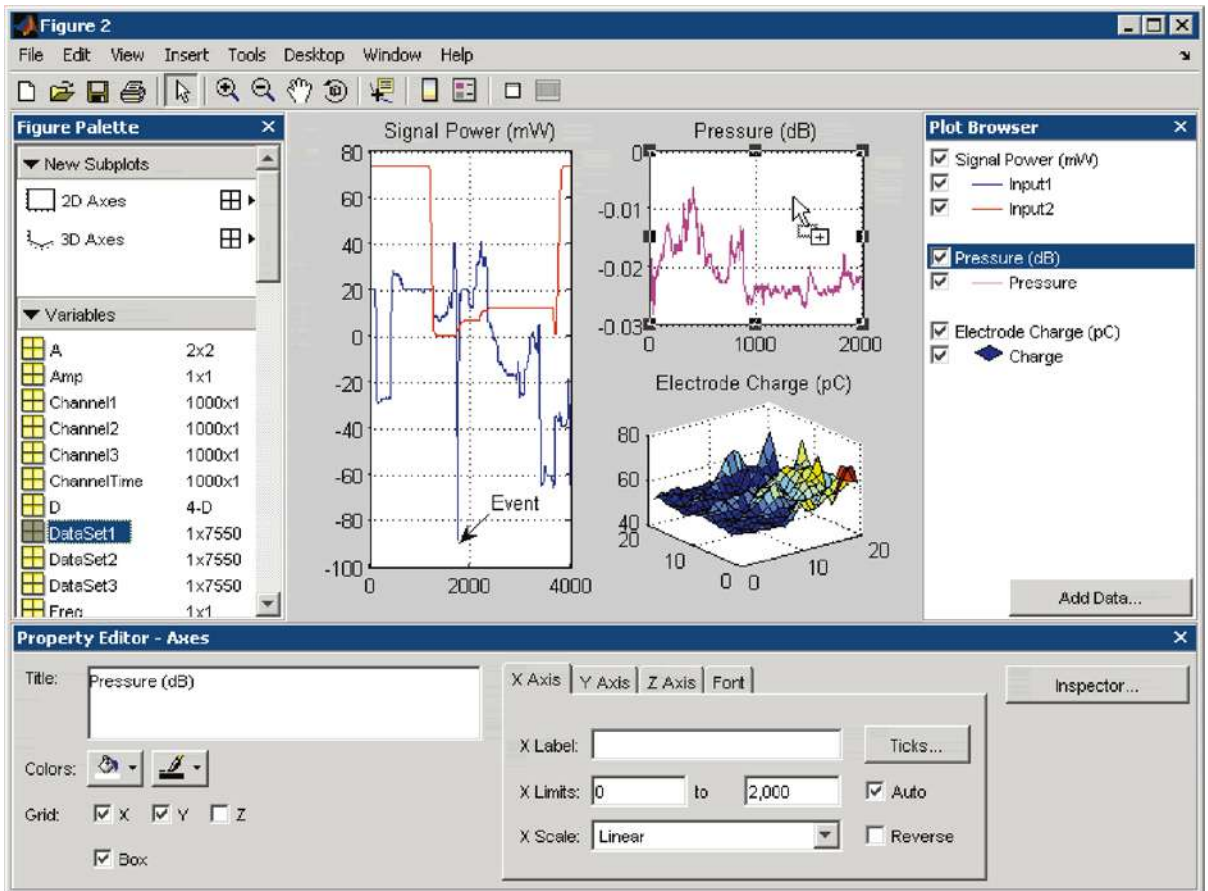 Figure 2
File Edit View Insert Tools Desktop Window Help
Figure Palette
New Subplots
2D Axes
3D Axes
Variables
A 2x2
Amp 1x1
Channel1 1000x1
Channel2 1000x1
Channel3 1000x1
ChannelTime 1000x1
D 4-D
DataSet1 1x7550
DataSet2 1x7550
DataSet3 1x7550
Freq 1x1
Signal Power (mW)
80
60
40
20
0
-20
-40
-60
-80
-100
0 2000 4000
Event
Pressure (dB)
0
-0.01
-0.02
-0.03
0 1000 2000
Electrode Charge (pC)
80
60
40
20
10
0
0
10
20
Plot Browser
Signal Power (mW)
Input1
Input2
Pressure (dB)
Pressure
Electrode Charge (pC)
Charge
Add Data...
Property Editor - Axes
Title: Pressure (dB)
Colors:
Grid: X Y Z
Box
X Axis Y Axis Z Axis Font
X Label: Ticks...
X Limits: 0 to 2,000 Auto
X Scale: Linear Reverse
Inspector...